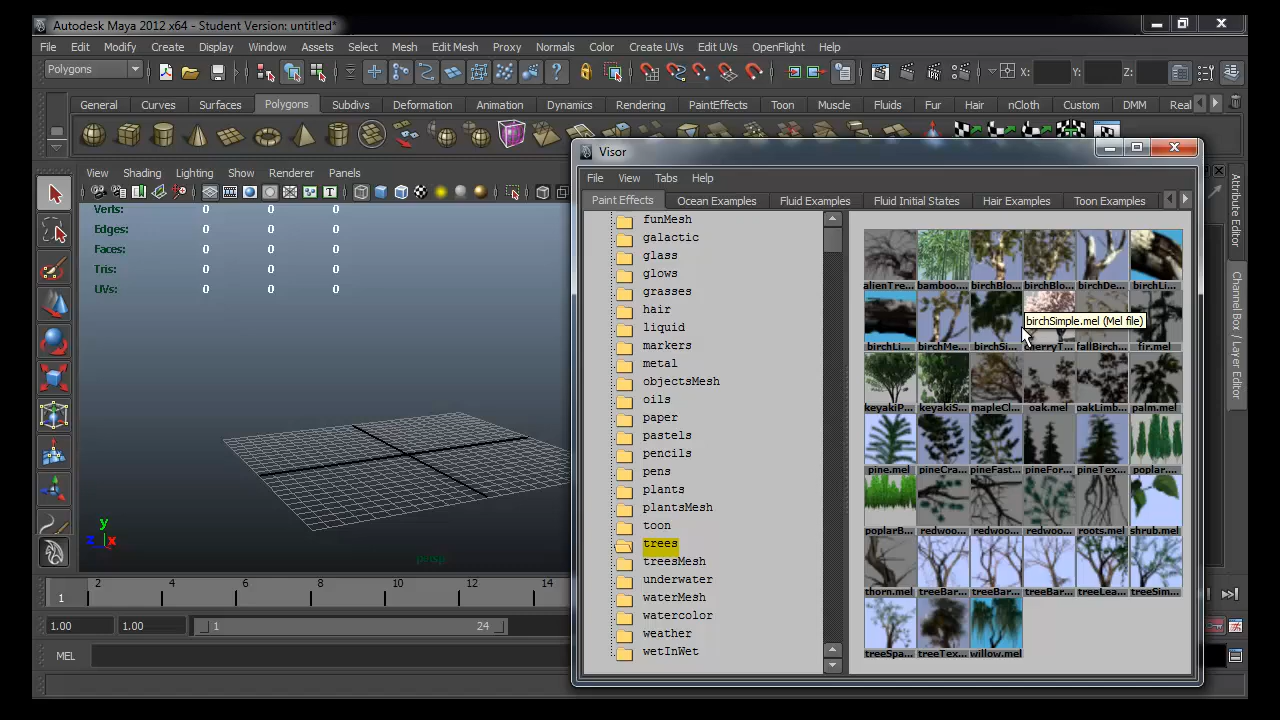 Autodesk Maya 2012 x64 - Student Version: untitled*
File Edit Modify Create Display Window Assets Select Mesh Edit Mesh Proxy Normals Color Create UVs Edit UVs OpenFlight Help
Polygons X: Y: Z:
General Curves Surfaces Polygons Subdivs Deformation Animation Dynamics Rendering PaintEffects Toon Muscle Fluids Fur Hair nCloth Custom DMM Real
Visor
View Shading Lighting Show Renderer Panels
File View Tabs Help
Paint Effects Ocean Examples Fluid Examples Fluid Initial States Hair Examples Toon Examples
Verts: 0 0 0
Edges: 0 0 0
Faces: 0 0 0
Tris: 0 0 0
UVs: 0 0 0
persp
y
z x
funMesh
galactic
glass
glows
grasses
hair
liquid
markers
metal
objectsMesh
oils
paper
pastels
pencils
pens
plants
plantsMesh
toon
trees
treesMesh
underwater
waterMesh
watercolor
weather
wetInWet
alienTre... bamboo... birchBlo... birchBlo... birchDe... birchLi...
birchSimple.mel (Mel file)
birchLi... birchMe... birchSi... cherryT... fallBirch... fir.mel
keyakiP... keyakiS... mapleCl... oak.mel oakLimb... palm.mel
pine.mel pineCra... pineFast... pineFor... pineTex... poplar....
poplarB... redwoo... redwoo... redwoo... roots.mel shrub.mel
thorn.mel treeBar... treeBar... treeBar... treeLea... treeSim...
treeSpa... treeTex... willow.mel
Attribute Editor
Channel Box / Layer Editor
1 2 4 6 8 10 12 14
1.00 1.00 1 24
MEL